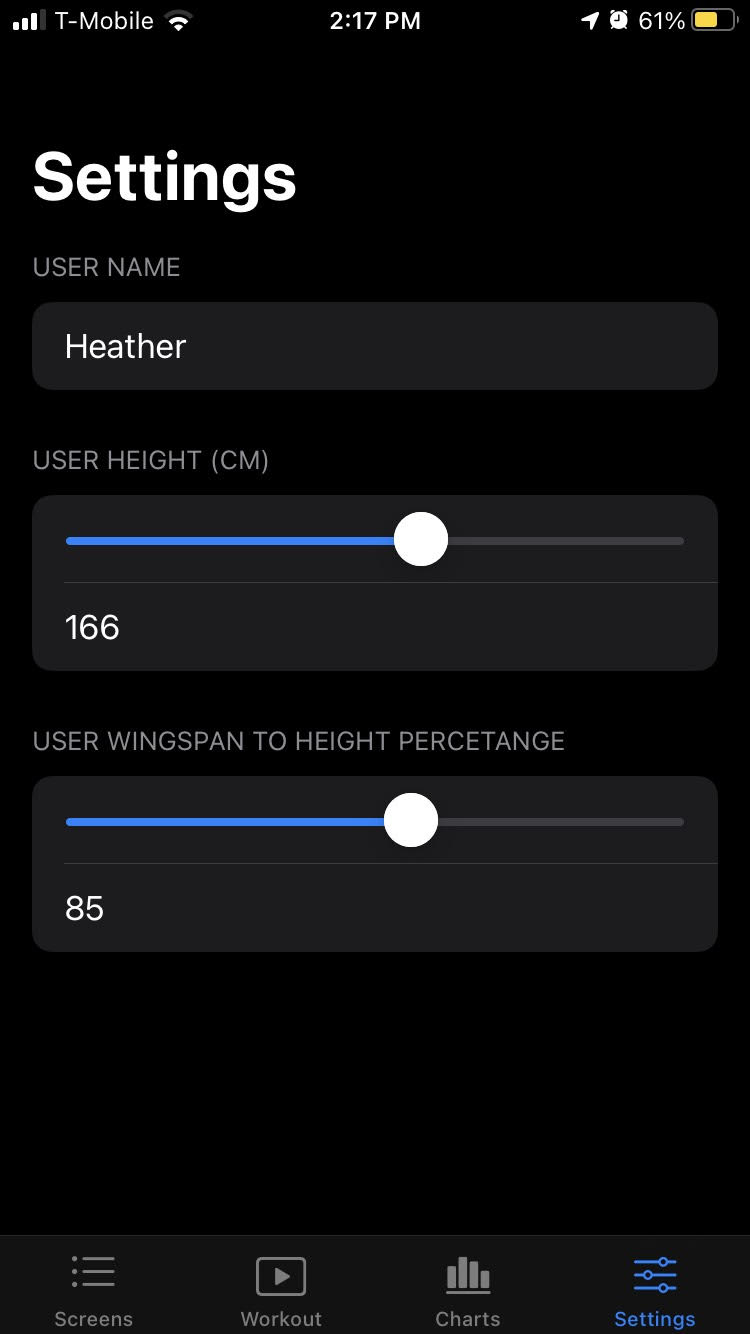 T-Mobile 2:17 PM 61%
Settings
USER NAME
Heather
USER HEIGHT (CM)
166
USER WINGSPAN TO HEIGHT PERCETANGE
85
Screens Workout Charts Settings